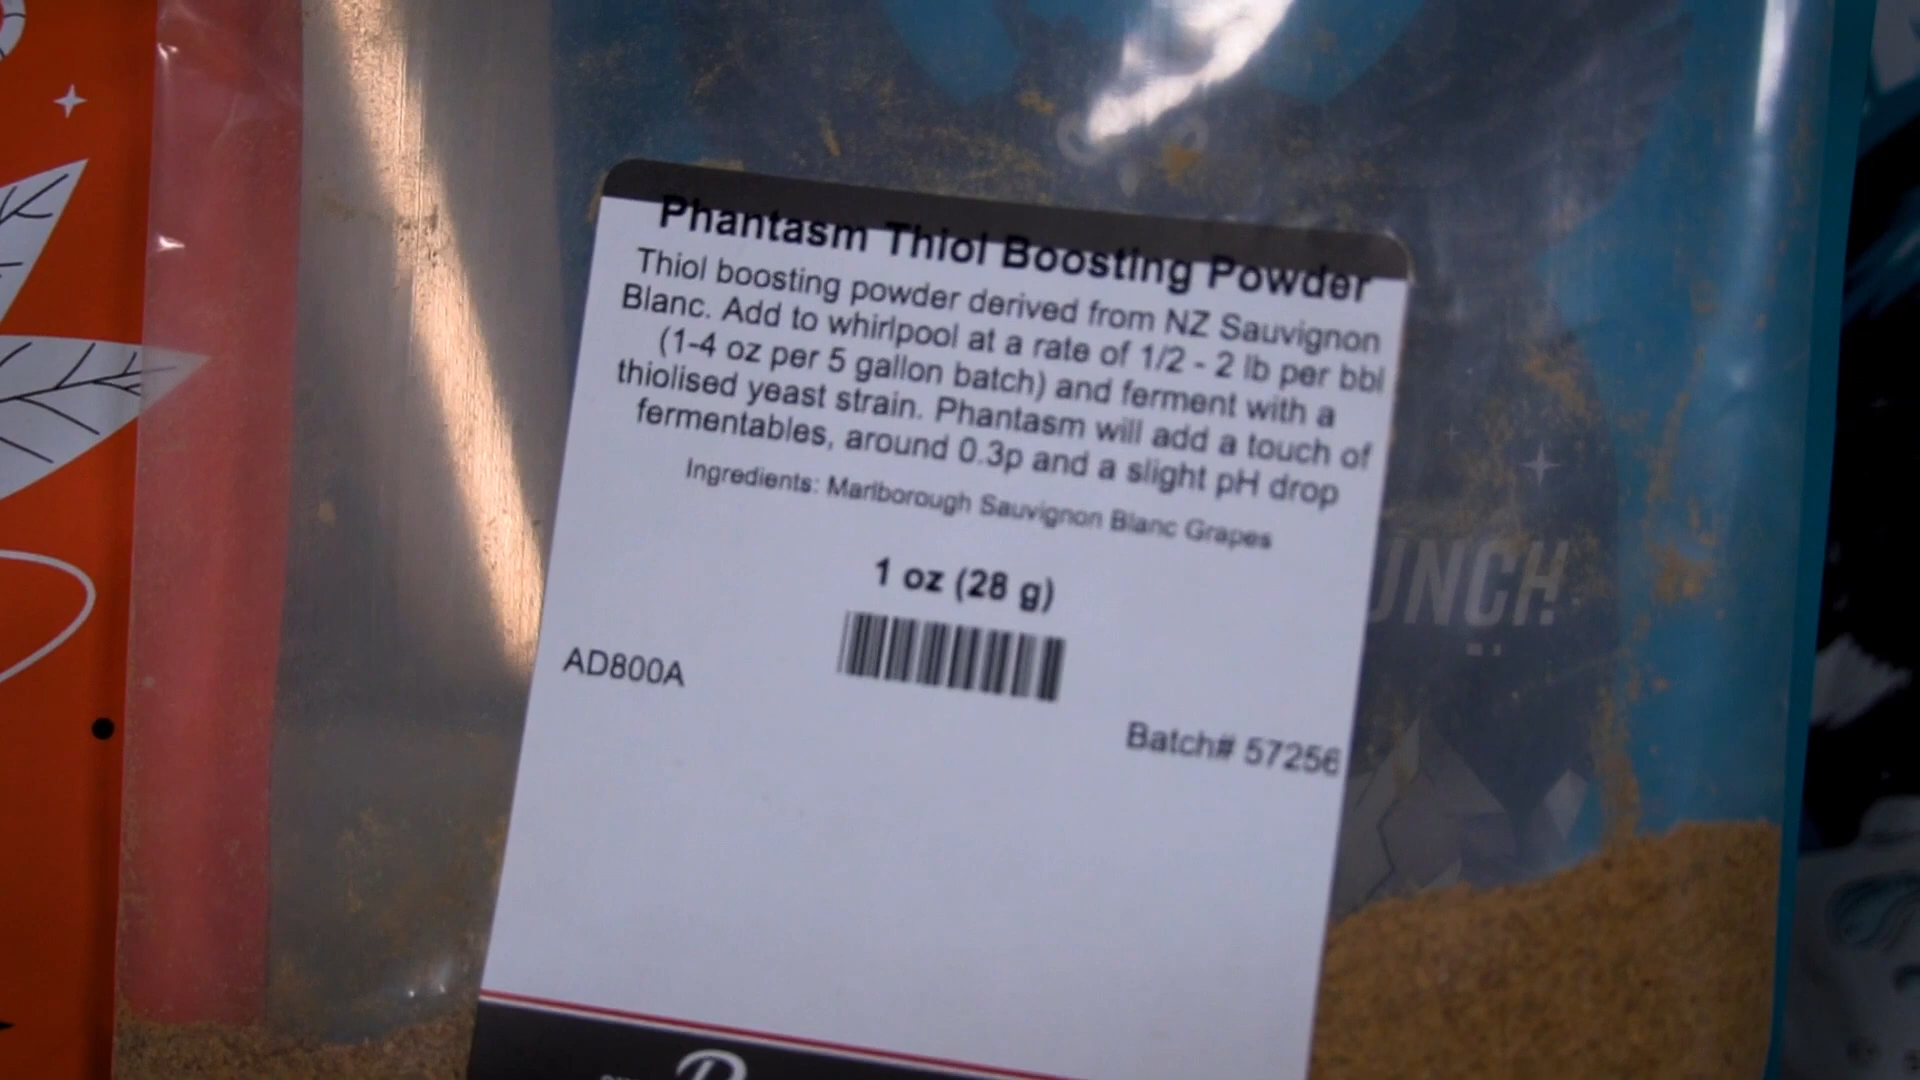 Phantasm Thiol Boosting Powder
Thiol boosting powder derived from NZ Sauvignon
Blanc. Add to whirlpool at a rate of 1/2 - 2 lb per bbl
(1-4 oz per 5 gallon batch) and ferment with a
thiolised yeast strain. Phantasm will add a touch of
fermentables, around 0.3p and a slight pH drop
Ingredients: Marlborough Sauvignon Blanc Grapes
1 oz (28 g)
AD800A
Batch# 57256